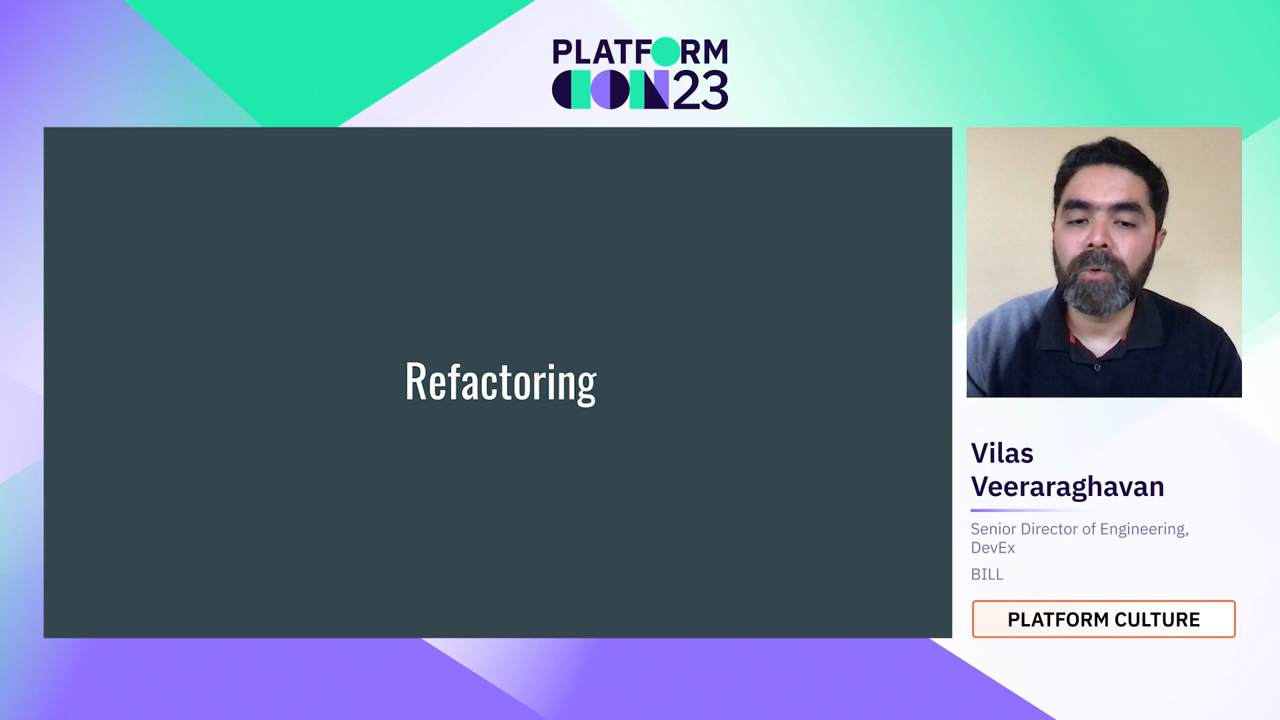 PLATFORM
CON23
Refactoring
Vilas
Veeraraghavan
Senior Director of Engineering,
DevEx
BILL
PLATFORM CULTURE